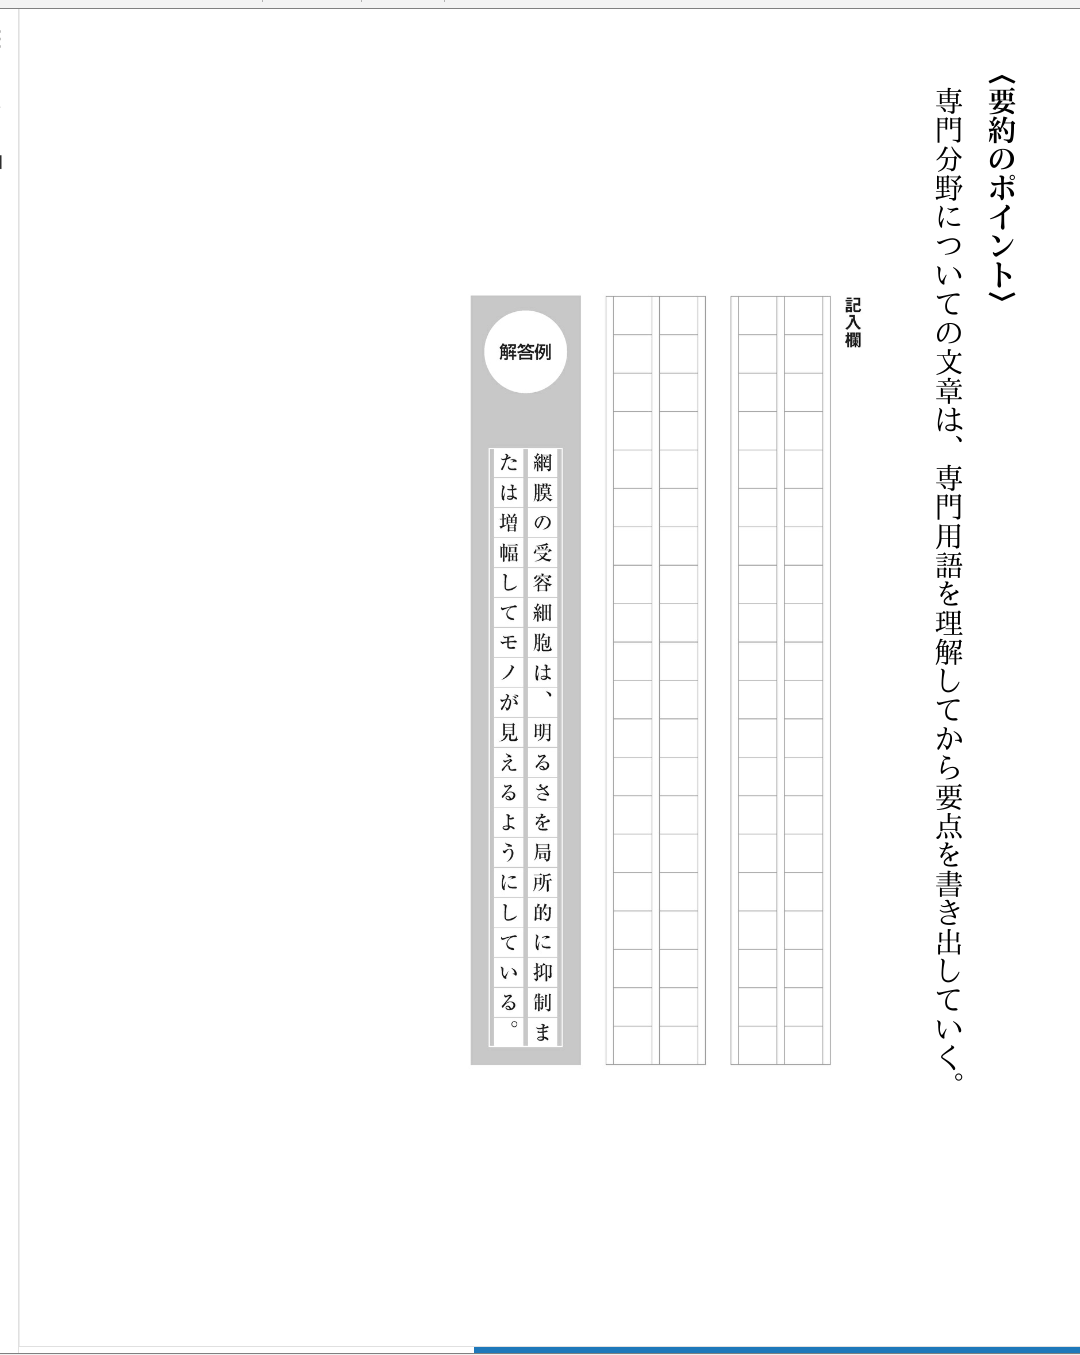 〈要約のポイント〉
専門分野についての文章は、専門用語を理解してから要点を書き出していく。
記入欄
解答例
網膜の受容細胞は、明るさを局所的に抑制ま
たは増幅してモノが見えるようにしている。